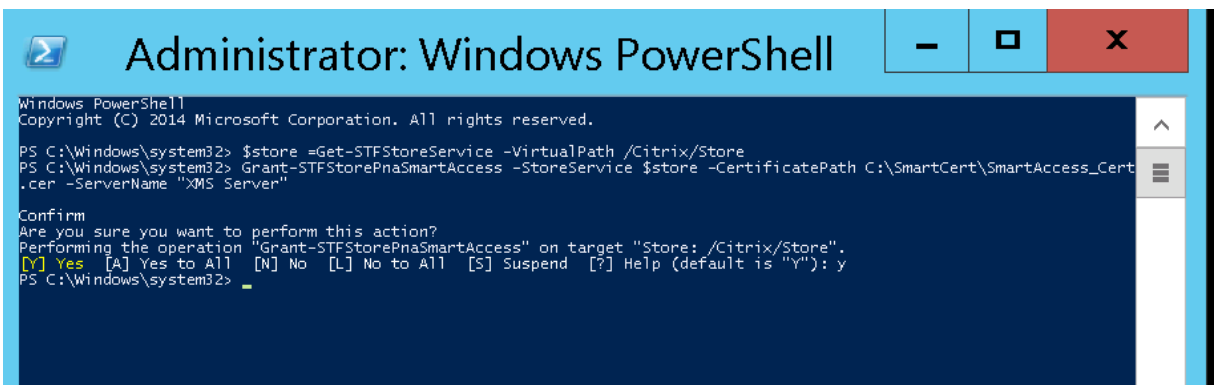 Administrator: Windows PowerShell
Windows PowerShell
Copyright (C) 2014 Microsoft Corporation. All rights reserved.
PS C:\Windows\system32> $store =Get-STFStoreService -VirtualPath /Citrix/Store
PS C:\Windows\system32> Grant-STFStorePnaSmartAccess -StoreService $store -CertificatePath C:\SmartCert\SmartAccess_Cert
.cer -ServerName "XMS Server"
Confirm
Are you sure you want to perform this action?
Performing the operation "Grant-STFStorePnaSmartAccess" on target "Store: /Citrix/Store".
[Y] Yes  [A] Yes to All  [N] No  [L] No to All  [S] Suspend  [?] Help (default is "Y"): y
PS C:\Windows\system32>